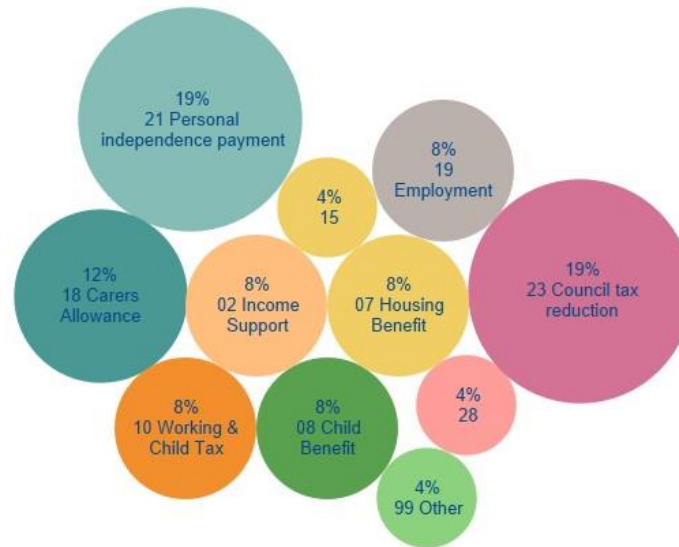 19%
21 Personal
independence payment
8%
19
Employment
4%
15
12%
18 Carers
Allowance
8%
02 Income
Support
8%
07 Housing
Benefit
19%
23 Council tax
reduction
8%
10 Working &
Child Tax
8%
08 Child
Benefit
4%
28
4%
99 Other